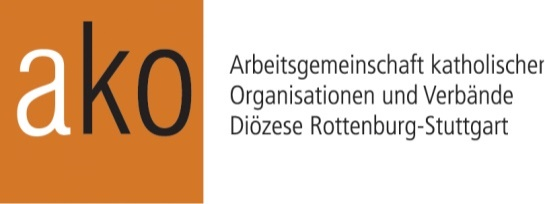 ako
Arbeitsgemeinschaft katholischer
Organisationen und Verbände
Diözese Rottenburg-Stuttgart